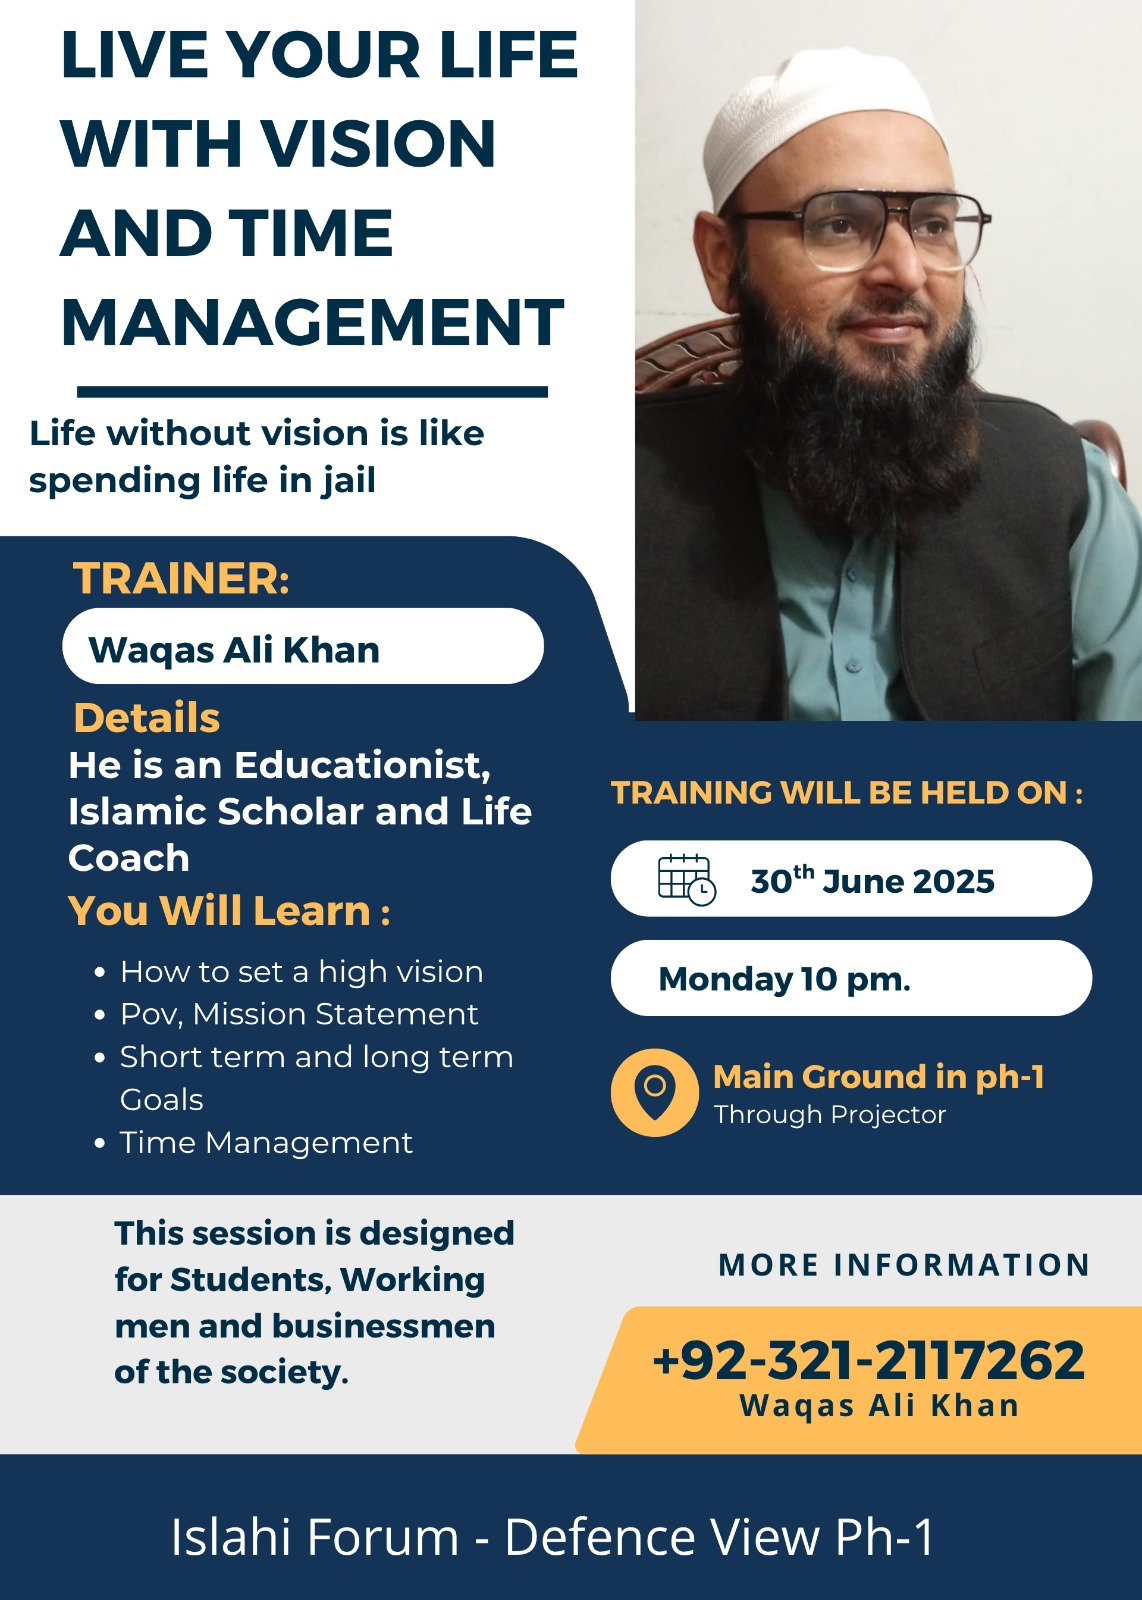 LIVE YOUR LIFE
WITH VISION
AND TIME
MANAGEMENT
Life without vision is like
spending life in jail
TRAINER:
Waqas Ali Khan
Details
He is an Educationist,
Islamic Scholar and Life
Coach
You Will Learn :
• How to set a high vision
• Pov, Mission Statement
• Short term and long term
Goals
• Time Management
TRAINING WILL BE HELD ON :
30th June 2025
Monday 10 pm.
Main Ground in ph-1
Through Projector
This session is designed
for Students, Working
men and businessmen
of the society.
MORE INFORMATION
+92-321-2117262
Waqas Ali Khan
Islahi Forum - Defence View Ph-1